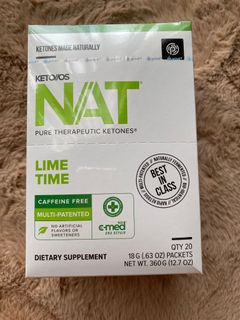 KETONES MADE NATURALLY
KETO//OS
NAT
PURE THERAPEUTIC KETONES®
LIME
TIME
CAFFEINE FREE
MULTI-PATENTED
NO ARTIFICIAL
FLAVORS OR
SWEETENERS
c-med
NATURALLY FERMENTED
BEST IN
CLASS
DIETARY SUPPLEMENT
QTY 20
18 G (.63 OZ) PACKETS
NET WT. 360 G (12.7 OZ)